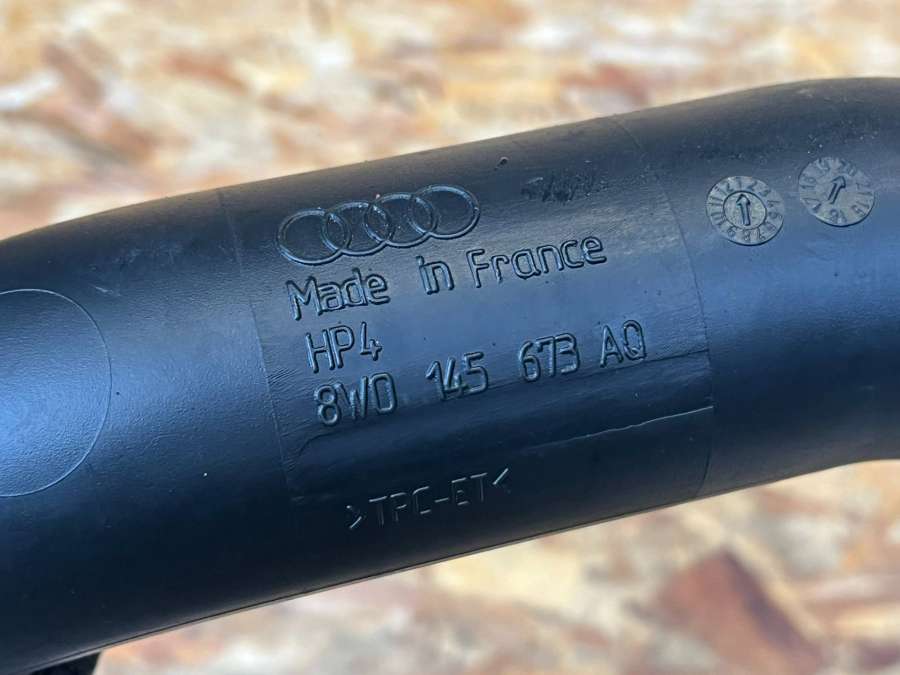 Made in France
HP4
8W0 145 673 AQ
>TPC-ET<